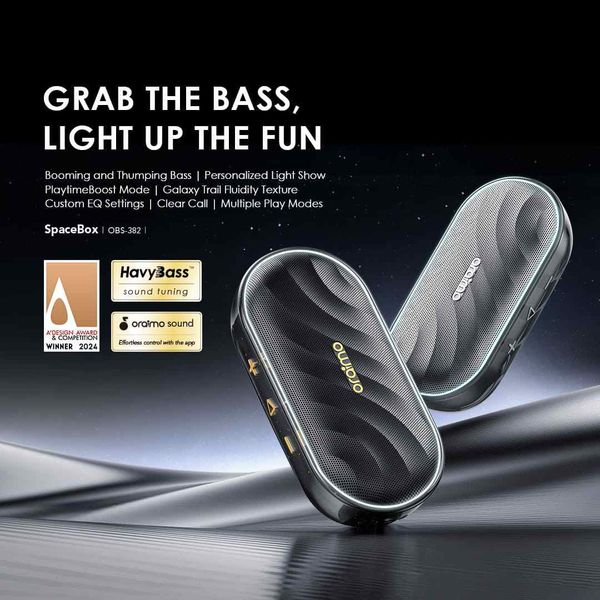 GRAB THE BASS,
LIGHT UP THE FUN
Booming and Thumping Bass | Personalized Light Show
PlaytimeBoost Mode | Galaxy Trail Fluidity Texture
Custom EQ Settings | Clear Call | Multiple Play Modes
SpaceBox | OBS-382 |
A'DESIGN AWARD
& COMPETITION
WINNER 2024
HavyBass™
sound tuning
oraimo sound
Effortless control with the app
oraimo
oraimo